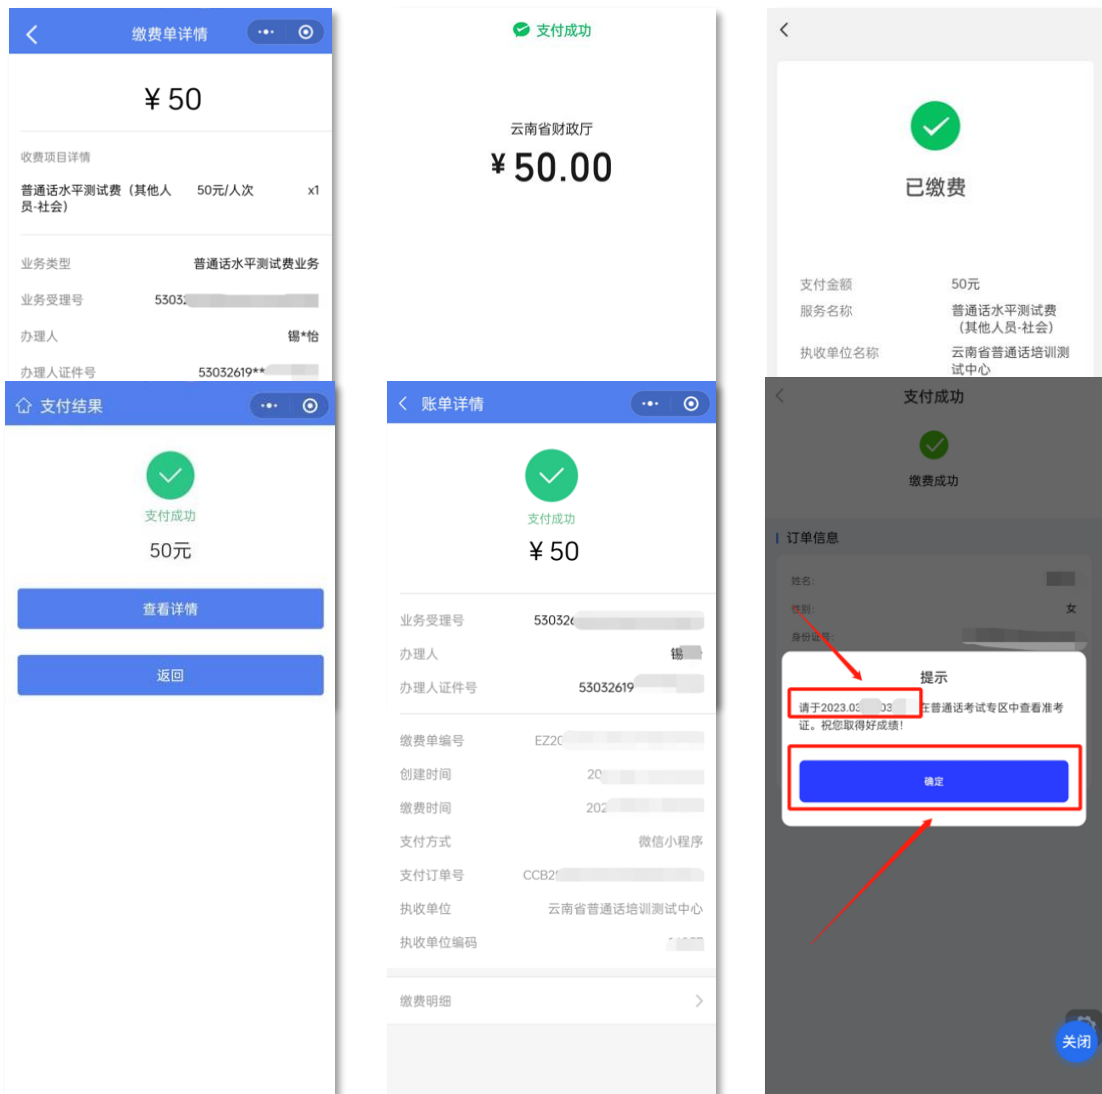 缴费单详情
¥ 50
收费项目详情
普通话水平测试费（其他人 50元/人次 x1
员-社会）
业务类型 普通话水平测试费业务
业务受理号 5303
办理人 锡*怡
办理人证件号 53032619**
支付成功
云南省财政厅
¥ 50.00
已缴费
支付金额 50元
服务名称 普通话水平测试费
（其他人员-社会）
执收单位名称 云南省普通话培训测
试中心
支付结果
支付成功
50元
查看详情
返回
账单详情
支付成功
¥ 50
业务受理号 53032
办理人 锡
办理人证件号 53032619
缴费单编号 EZ20
创建时间 20
缴费时间 202
支付方式 微信小程序
支付订单号 CCB2
执收单位 云南省普通话培训测试中心
执收单位编码
缴费明细
支付成功
缴费成功
订单信息
姓名:
性别: 女
身份证号:
提示
请于2023.03 03 在普通话考试专区中查看准考
证。祝您取得好成绩!
确定
关闭